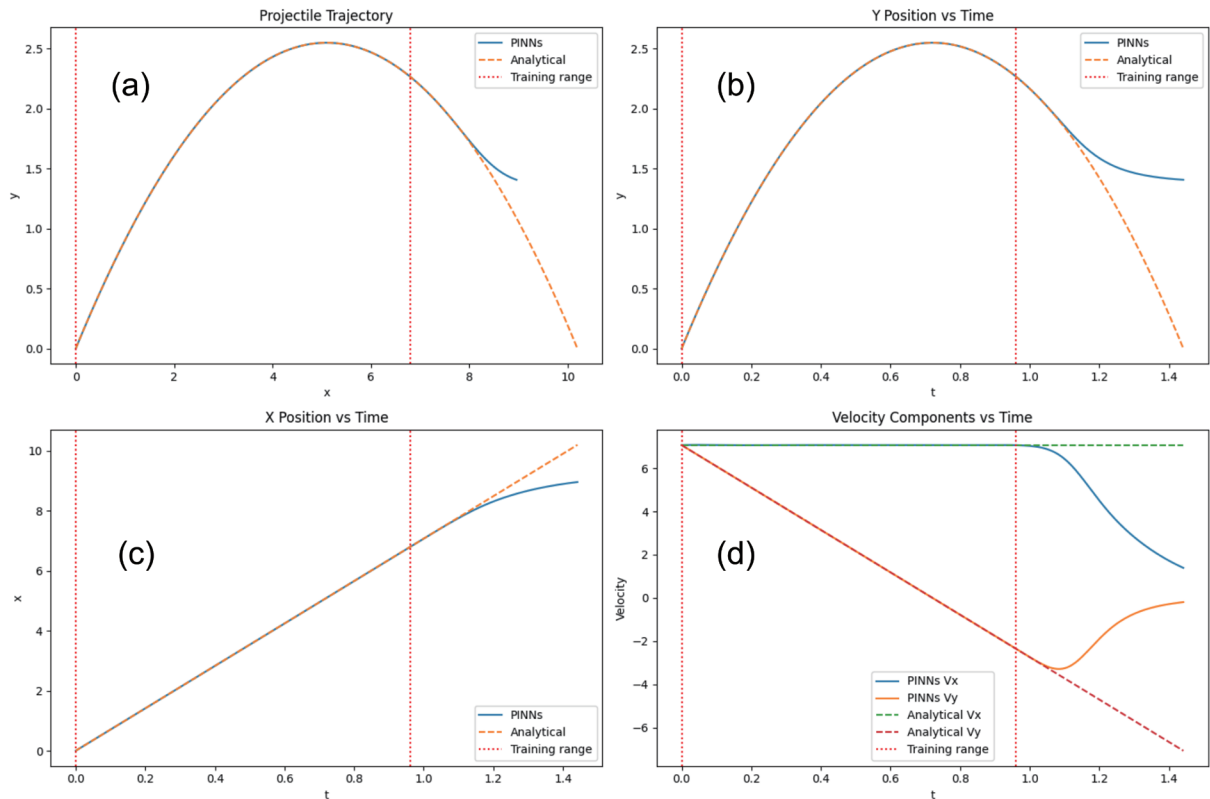 Projectile Trajectory
(a)
PINNs
Analytical
Training range
2.5
2.0
1.5
1.0
0.5
0.0
y
0
2
4
6
8
10
x
Y Position vs Time
(b)
PINNs
Analytical
Training range
2.5
2.0
1.5
1.0
0.5
0.0
y
0.0
0.2
0.4
0.6
0.8
1.0
1.2
1.4
t
X Position vs Time
(c)
10
8
6
4
2
0
x
PINNs
Analytical
Training range
0.0
0.2
0.4
0.6
0.8
1.0
1.2
1.4
t
Velocity Components vs Time
(d)
6
4
2
0
−2
−4
−6
Velocity
PINNs Vx
PINNs Vy
Analytical Vx
Analytical Vy
Training range
0.0
0.2
0.4
0.6
0.8
1.0
1.2
1.4
t